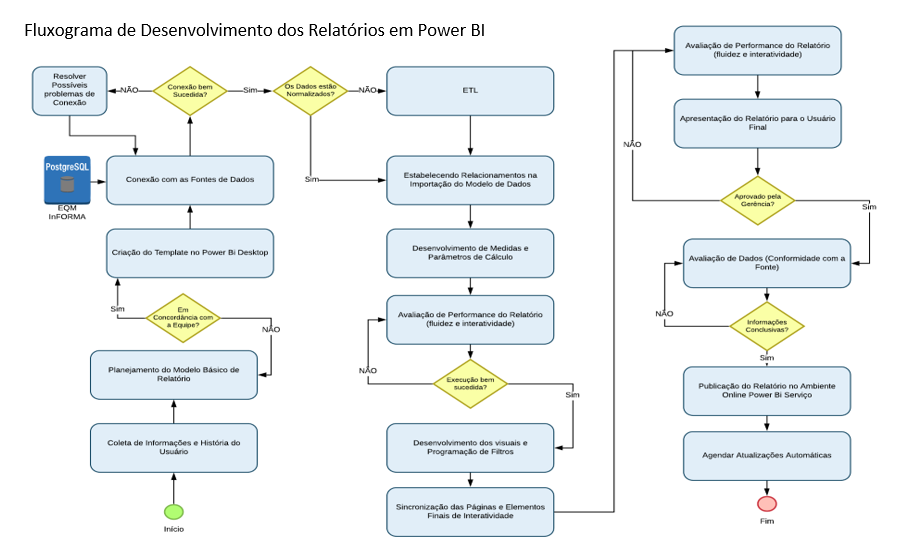 Fluxograma de Desenvolvimento dos Relatórios em Power BI
Resolver
Possíveis
problemas de
Conexão
NÃO
Conexão bem
Sucedida?
Sim
Os Dados estão
Normalizados?
NÃO
ETL
Sim
PostgreSQL
EQM
InFORMA
Conexão com as Fontes de Dados
Estabelecendo Relacionamentos na
Importação do Modelo de Dados
Criação do Template no Power Bi Desktop
Desenvolvimento de Medidas e
Parâmetros de Cálculo
Sim
Em
Concordância com
a Equipe?
NÃO
Avaliação de Performance do Relatório
(fluidez e interatividade)
Planejamento do Modelo Básico de
Relatório
NÃO
Execução bem
sucedida?
Sim
Coleta de Informações e História do
Usuário
Desenvolvimento dos visuais e
Programação de Filtros
Início
Sincronização das Páginas e Elementos
Finais de Interatividade
Avaliação de Performance do Relatório
(fluidez e interatividade)
Apresentação do Relatório para o Usuário
Final
NÃO
Aprovado pela
Gerência?
Sim
Avaliação de Dados (Conformidade com a
Fonte)
NÃO
Informações
Conclusivas?
Sim
Publicação do Relatório no Ambiente
Online Power Bi Serviço
Agendar Atualizações Automáticas
Fim